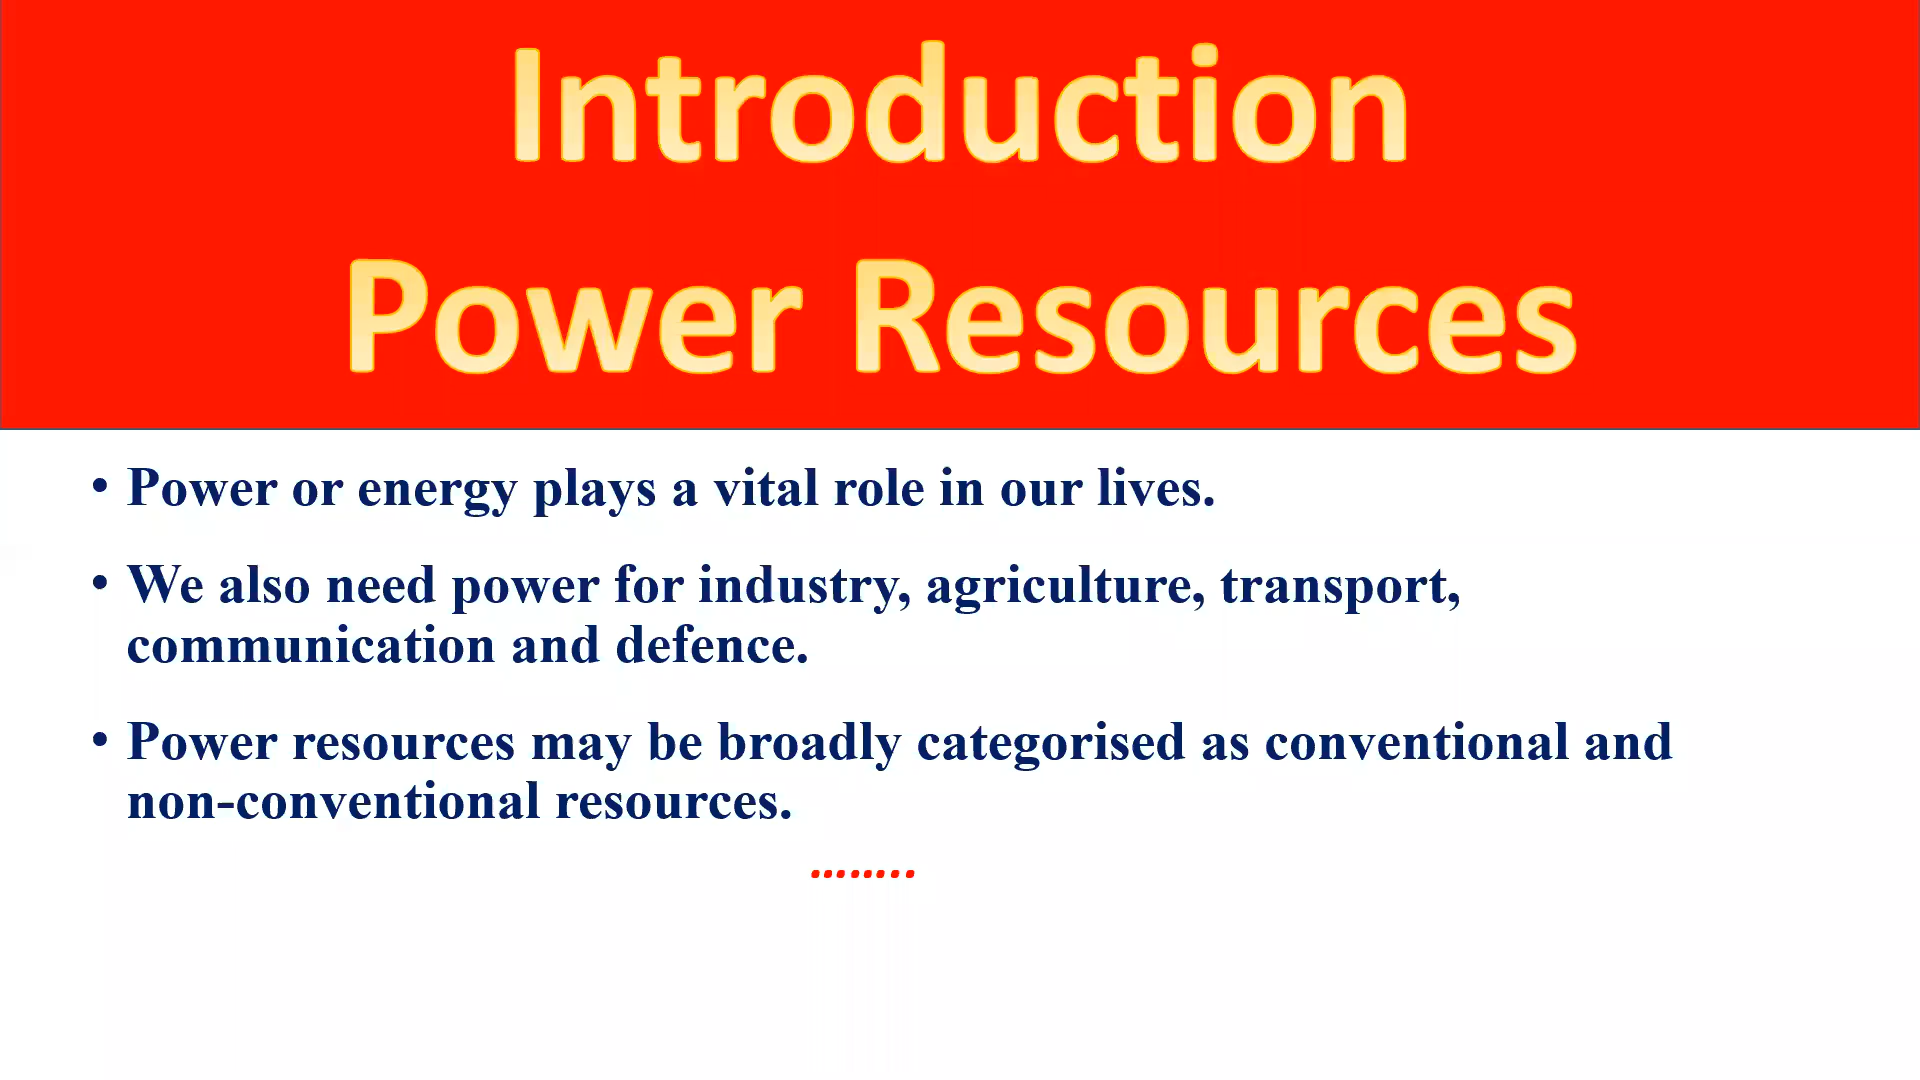 Introduction
Power Resources
• Power or energy plays a vital role in our lives.
• We also need power for industry, agriculture, transport,
communication and defence.
• Power resources may be broadly categorised as conventional and
non-conventional resources.
........